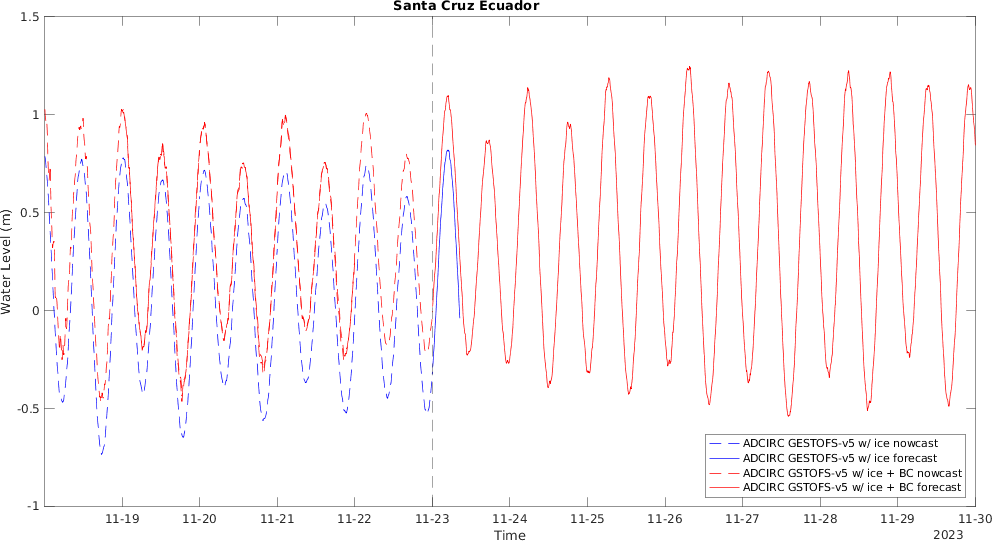 Santa Cruz Ecuador
1.5
1
0.5
0
-0.5
-1
Water Level (m)
11-19
11-20
11-21
11-22
11-23
11-24
11-25
11-26
11-27
11-28
11-29
11-30
Time
2023
ADCIRC GESTOFS-v5 w/ ice nowcast
ADCIRC GESTOFS-v5 w/ ice forecast
ADCIRC GSTOFS-v5 w/ ice + BC nowcast
ADCIRC GSTOFS-v5 w/ ice + BC forecast